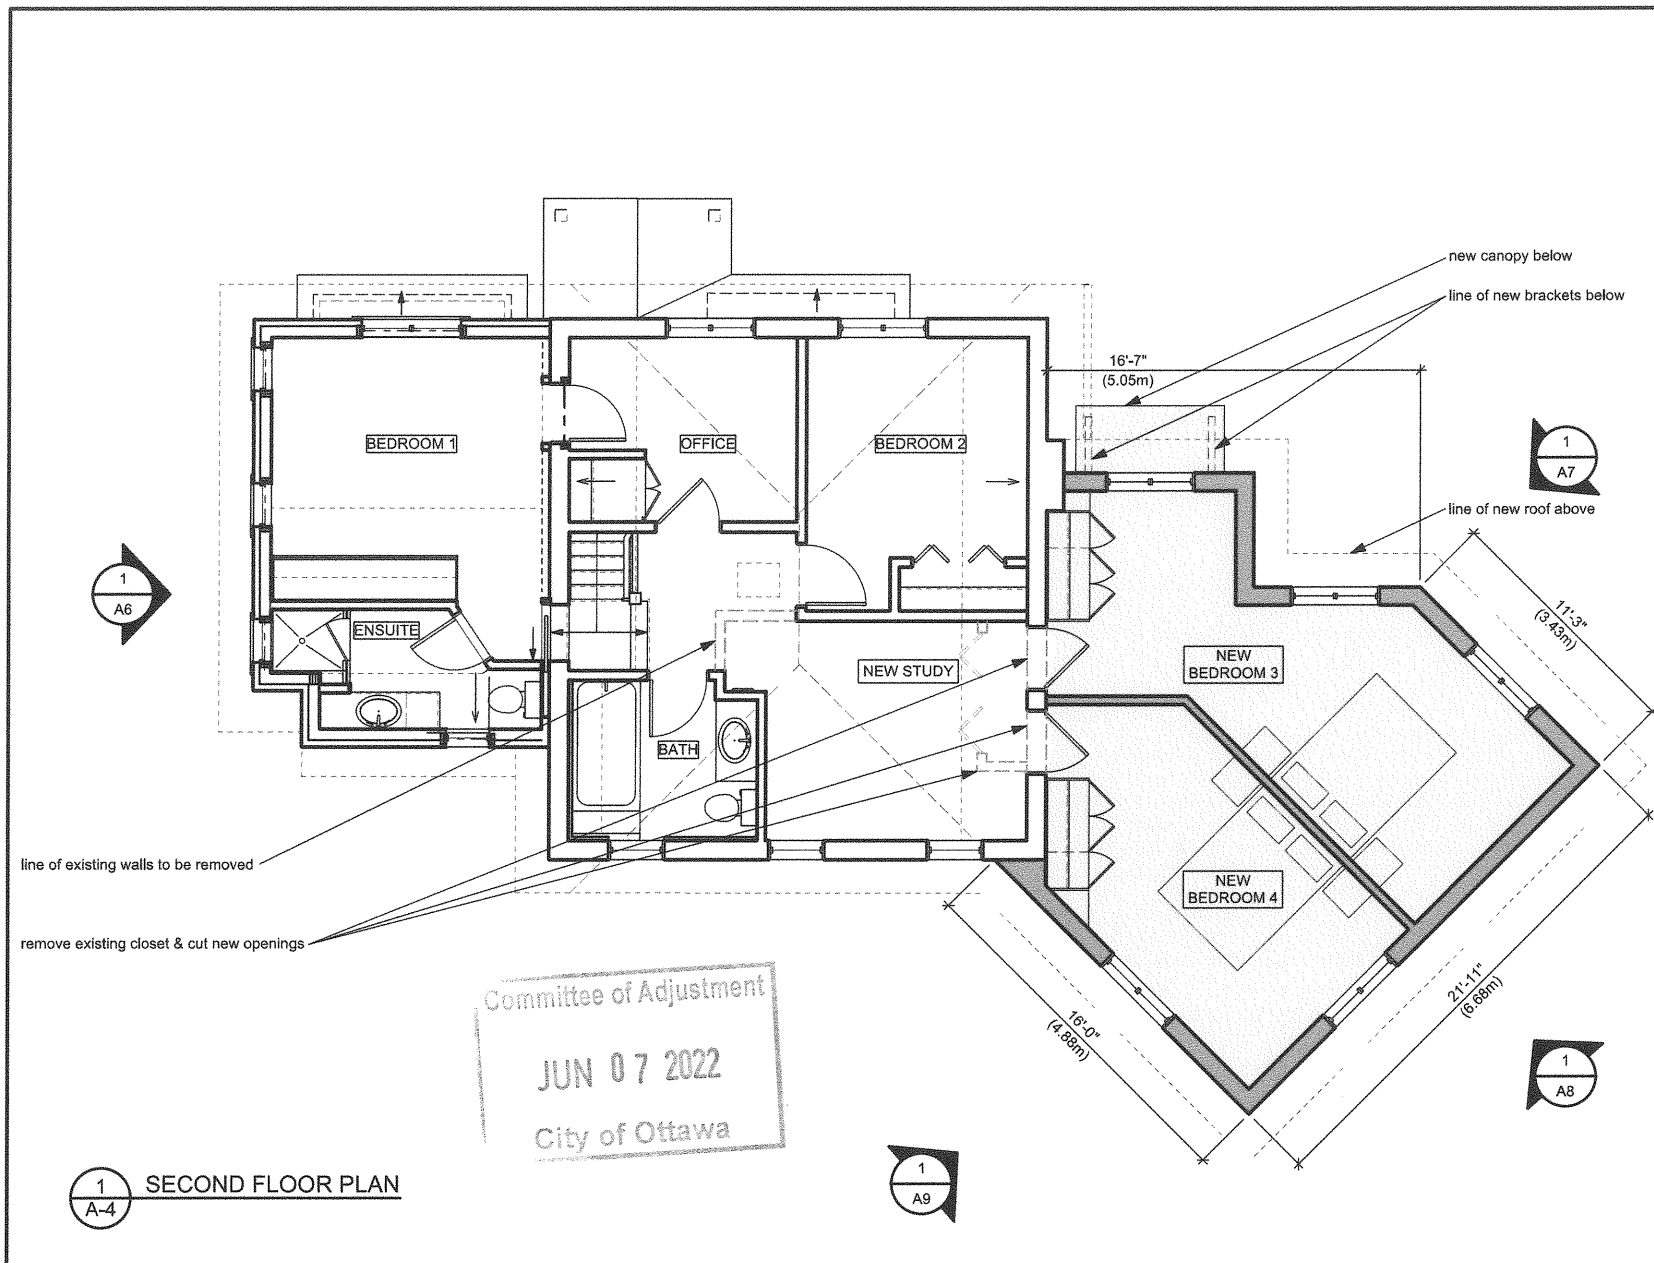 new canopy below
line of new brackets below
16'-7"
(5.05m)
BEDROOM 1
OFFICE
BEDROOM 2
1
A7
line of new roof above
1
A6
ENSUITE
11'-3"
(3.43m)
NEW STUDY
NEW
BEDROOM 3
BATH
line of existing walls to be removed
NEW
BEDROOM 4
remove existing closet & cut new openings
21'-11"
(6.68m)
16'-0"
(4.88m)
Committee of Adjustment
JUN 07 2022
City of Ottawa
1
A8
1
A9
1
A-4
SECOND FLOOR PLAN